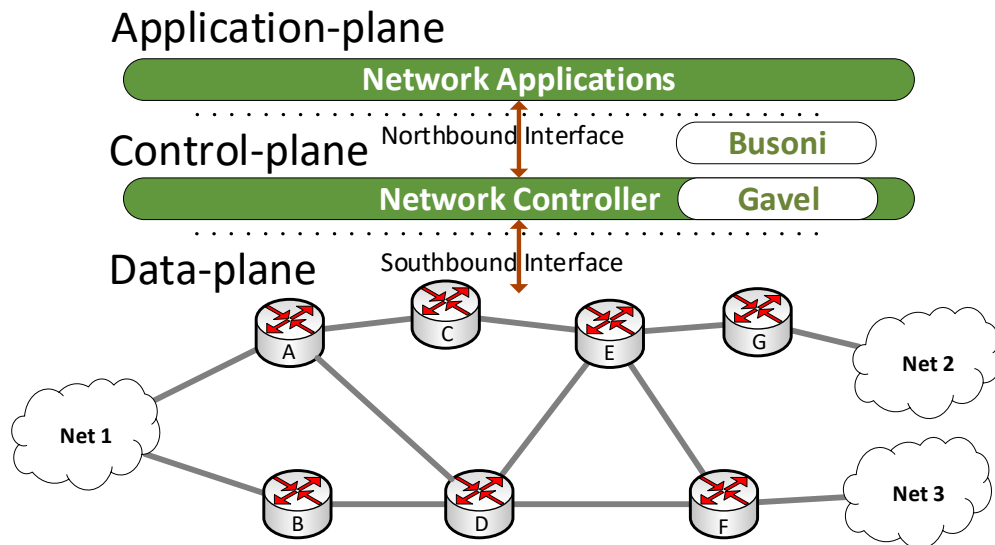 Application-plane
Network Applications
Northbound Interface
Busoni
Control-plane
Network Controller
Gavel
Southbound Interface
Data-plane
C
A
E
G
Net 2
Net 1
B
D
F
Net 3